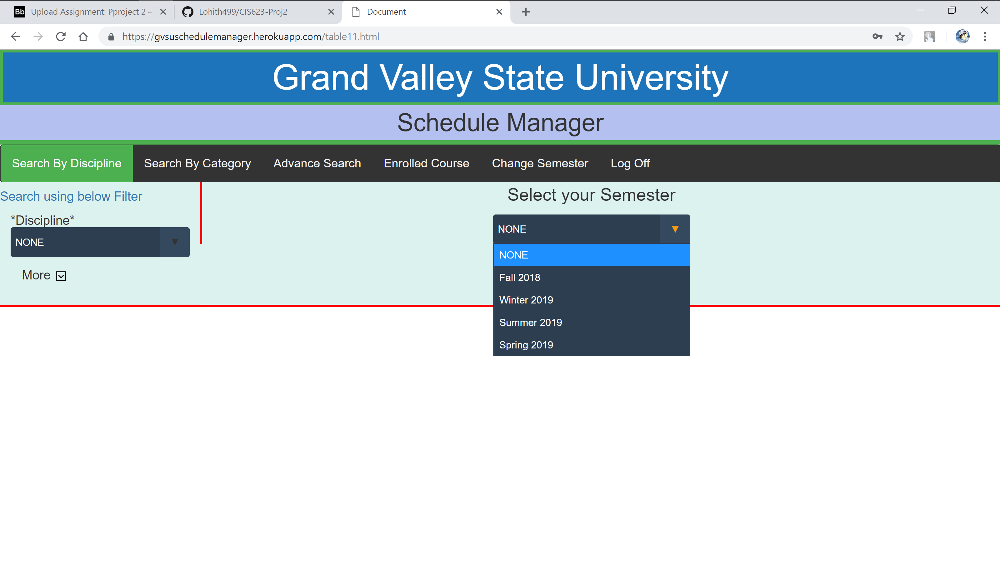 Bb Upload Assignment: Pproject 2 – Lohith499/CIS623-Proj2 Document
https://gvsuschedulemanager.herokuapp.com/table11.html
Grand Valley State University
Schedule Manager
Search By Discipline Search By Category Advance Search Enrolled Course Change Semester Log Off
Search using below Filter
*Discipline*
NONE
More
Select your Semester
NONE
NONE
Fall 2018
Winter 2019
Summer 2019
Spring 2019